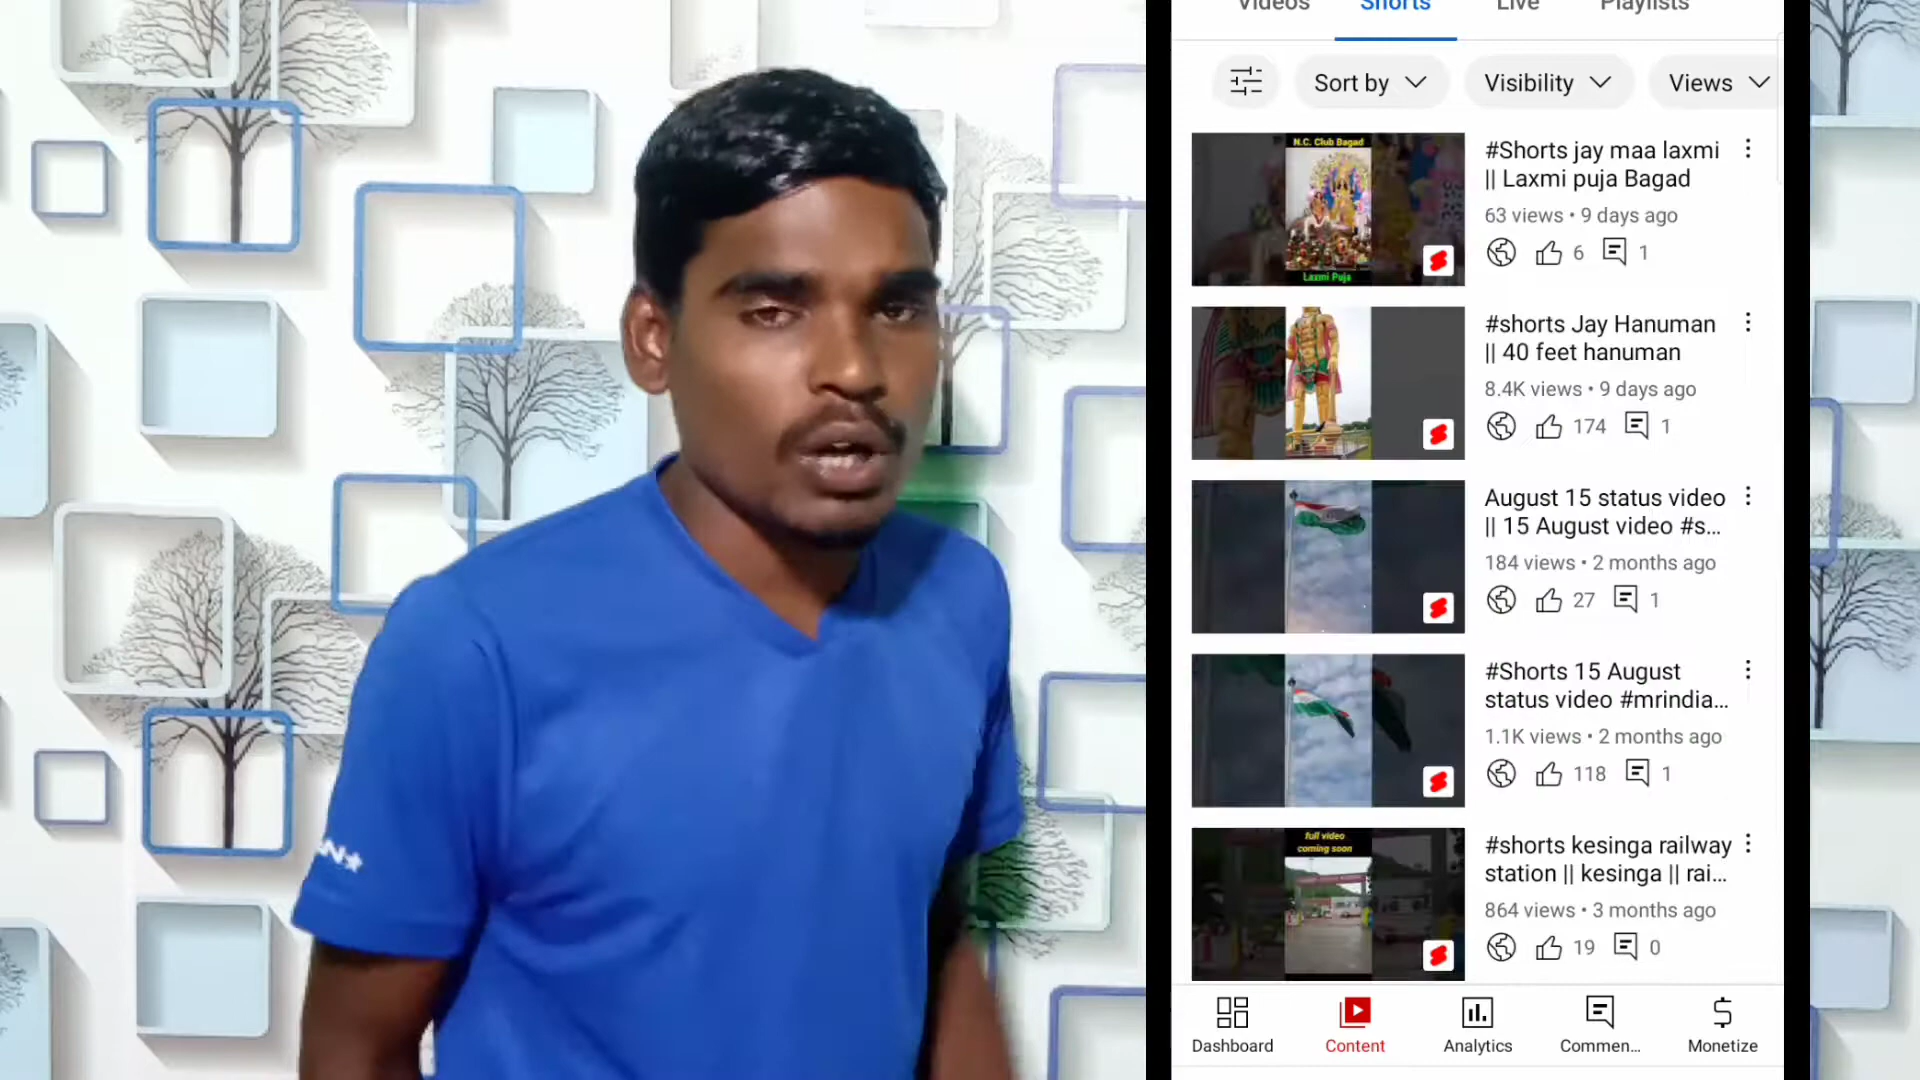 Videos Shorts Live Playlists
Sort by Visibility Views
N.C. Club Bagad
Laxmi Puja
#Shorts jay maa laxmi
|| Laxmi puja Bagad
63 views • 9 days ago
6 1
#shorts Jay Hanuman
|| 40 feet hanuman
8.4K views • 9 days ago
174 1
August 15 status video
|| 15 August video #s...
184 views • 2 months ago
27 1
#Shorts 15 August
status video #mrindia...
1.1K views • 2 months ago
118 1
full video
coming soon
#shorts kesinga railway
station || kesinga || rai...
864 views • 3 months ago
19 0
Dashboard Content Analytics Commen... Monetize